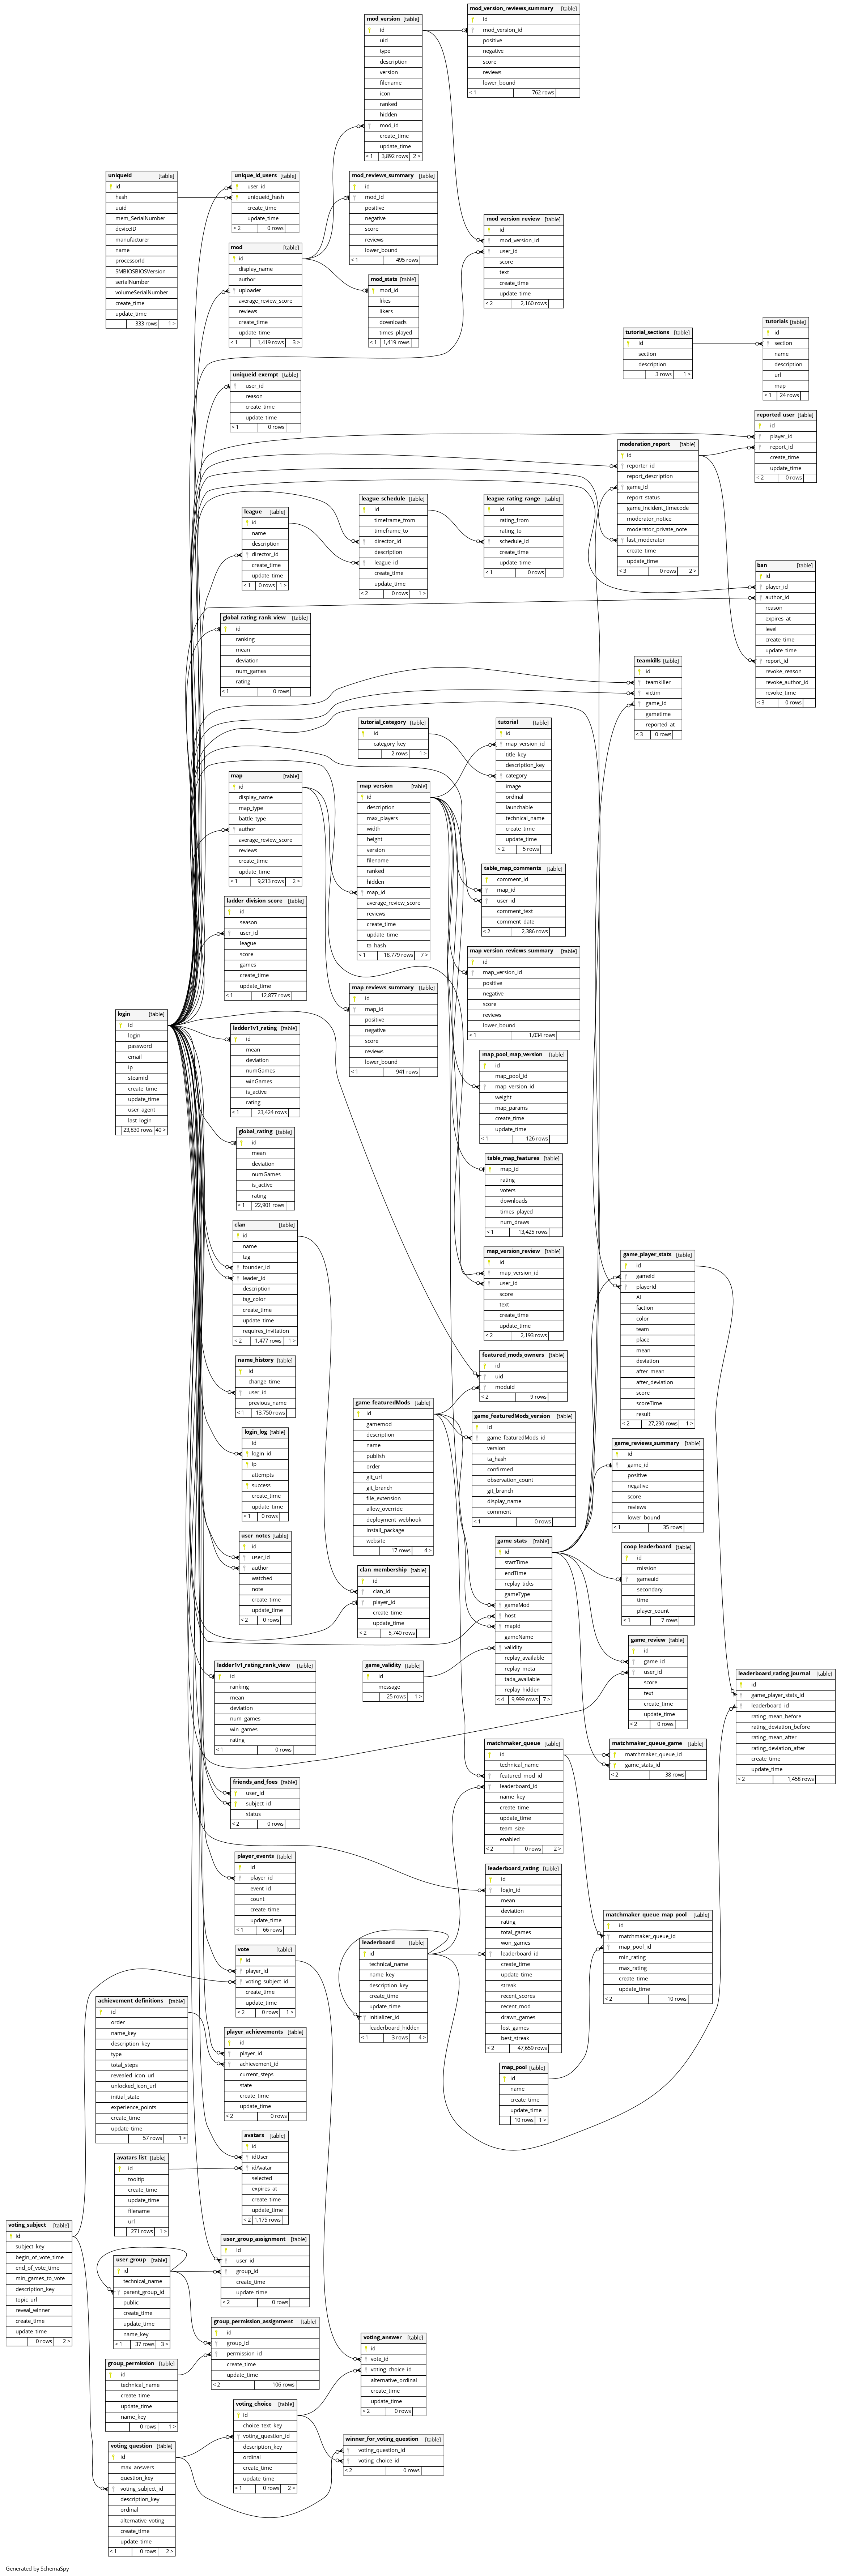 mod_version [table]
id
uid
type
description
version
filename
icon
ranked
hidden
mod_id
create_time
update_time
< 1 3,892 rows 2 >
mod_version_reviews_summary [table]
id
mod_version_id
positive
negative
score
reviews
lower_bound
< 1 762 rows
uniqueid [table]
id
hash
uuid
mem_SerialNumber
deviceID
manufacturer
name
processorId
SMBIOSBIOSVersion
serialNumber
volumeSerialNumber
create_time
update_time
333 rows 1 >
unique_id_users [table]
user_id
uniqueid_hash
create_time
update_time
< 2 0 rows
mod_reviews_summary [table]
id
mod_id
positive
negative
score
reviews
lower_bound
< 1 495 rows
mod_version_review [table]
id
mod_version_id
user_id
score
text
create_time
update_time
< 2 2,160 rows
mod [table]
id
display_name
author
uploader
average_review_score
reviews
create_time
update_time
< 1 1,419 rows 3 >
mod_stats [table]
mod_id
likes
likers
downloads
times_played
< 1 1,419 rows
tutorial_sections [table]
id
section
description
3 rows 1 >
tutorials [table]
id
section
name
description
url
map
< 1 24 rows
uniqueid_exempt [table]
user_id
reason
create_time
update_time
< 1 0 rows
reported_user [table]
id
player_id
report_id
create_time
update_time
< 2 0 rows
moderation_report [table]
id
reporter_id
report_description
game_id
report_status
game_incident_timecode
moderator_notice
moderator_private_note
last_moderator
create_time
update_time
< 3 0 rows 2 >
league [table]
id
name
description
director_id
create_time
update_time
< 1 0 rows 1 >
league_schedule [table]
id
timeframe_from
timeframe_to
director_id
description
league_id
create_time
update_time
< 2 0 rows 1 >
league_rating_range [table]
id
rating_from
rating_to
schedule_id
create_time
update_time
< 1 0 rows
ban [table]
id
player_id
author_id
reason
expires_at
level
create_time
update_time
report_id
revoke_reason
revoke_author_id
revoke_time
< 3 0 rows
global_rating_rank_view [table]
id
ranking
mean
deviation
num_games
rating
< 1 0 rows
teamkills [table]
id
teamkiller
victim
game_id
gametime
reported_at
< 3 0 rows
tutorial_category [table]
id
category_key
2 rows 1 >
tutorial [table]
id
map_version_id
title_key
description_key
category
image
ordinal
launchable
technical_name
create_time
update_time
< 2 5 rows
map [table]
id
display_name
map_type
battle_type
author
average_review_score
reviews
create_time
update_time
< 1 9,213 rows 2 >
map_version [table]
id
description
max_players
width
height
version
filename
ranked
hidden
map_id
average_review_score
reviews
create_time
update_time
ta_hash
< 1 18,779 rows 7 >
table_map_comments [table]
comment_id
map_id
user_id
comment_text
comment_date
< 2 2,386 rows
ladder_division_score [table]
id
season
user_id
league
score
games
create_time
update_time
< 1 12,877 rows
map_version_reviews_summary [table]
id
map_version_id
positive
negative
score
reviews
lower_bound
< 1 1,034 rows
map_reviews_summary [table]
id
map_id
positive
negative
score
reviews
lower_bound
< 1 941 rows
login [table]
id
login
password
email
ip
steamid
create_time
update_time
user_agent
last_login
23,830 rows 40 >
ladder1v1_rating [table]
id
mean
deviation
numGames
winGames
is_active
rating
< 1 23,424 rows
map_pool_map_version [table]
id
map_pool_id
map_version_id
weight
map_params
create_time
update_time
< 1 126 rows
global_rating [table]
id
mean
deviation
numGames
is_active
rating
< 1 22,901 rows
table_map_features [table]
map_id
rating
voters
downloads
times_played
num_draws
< 1 13,425 rows
clan [table]
id
name
tag
founder_id
leader_id
description
tag_color
create_time
update_time
requires_invitation
< 2 1,477 rows 1 >
map_version_review [table]
id
map_version_id
user_id
score
text
create_time
update_time
< 2 2,193 rows
game_player_stats [table]
id
gameId
playerId
AI
faction
color
team
place
mean
deviation
after_mean
after_deviation
score
scoreTime
result
< 2 27,290 rows 1 >
name_history [table]
id
change_time
user_id
previous_name
< 1 13,750 rows
featured_mods_owners [table]
id
uid
moduid
< 2 9 rows
game_featuredMods [table]
id
gamemod
description
name
publish
order
git_url
git_branch
file_extension
allow_override
deployment_webhook
install_package
website
17 rows 4 >
game_featuredMods_version [table]
id
game_featuredMods_id
version
ta_hash
confirmed
observation_count
git_branch
display_name
comment
< 1 0 rows
login_log [table]
id
login_id
ip
attempts
success
create_time
update_time
< 1 0 rows
game_reviews_summary [table]
id
game_id
positive
negative
score
reviews
lower_bound
< 1 35 rows
user_notes [table]
id
user_id
author
watched
note
create_time
update_time
< 2 0 rows
game_stats [table]
id
startTime
endTime
replay_ticks
gameType
gameMod
host
mapId
gameName
validity
replay_available
replay_meta
tada_available
replay_hidden
< 4 9,999 rows 7 >
coop_leaderboard [table]
id
mission
gameuid
secondary
time
player_count
< 1 7 rows
clan_membership [table]
id
clan_id
player_id
create_time
update_time
< 2 5,740 rows
game_review [table]
id
game_id
user_id
score
text
create_time
update_time
< 2 0 rows
ladder1v1_rating_rank_view [table]
id
ranking
mean
deviation
num_games
win_games
rating
< 1 0 rows
game_validity [table]
id
message
25 rows 1 >
leaderboard_rating_journal [table]
id
game_player_stats_id
leaderboard_id
rating_mean_before
rating_deviation_before
rating_mean_after
rating_deviation_after
create_time
update_time
< 2 1,458 rows
matchmaker_queue [table]
id
technical_name
featured_mod_id
leaderboard_id
name_key
create_time
update_time
team_size
enabled
< 2 0 rows 2 >
matchmaker_queue_game [table]
matchmaker_queue_id
game_stats_id
< 2 38 rows
friends_and_foes [table]
user_id
subject_id
status
< 2 0 rows
player_events [table]
id
player_id
event_id
count
create_time
update_time
< 1 66 rows
leaderboard_rating [table]
id
login_id
mean
deviation
rating
total_games
won_games
leaderboard_id
create_time
update_time
streak
recent_scores
recent_mod
drawn_games
lost_games
best_streak
< 2 47,659 rows
matchmaker_queue_map_pool [table]
id
matchmaker_queue_id
map_pool_id
min_rating
max_rating
create_time
update_time
< 2 10 rows
leaderboard [table]
id
technical_name
name_key
description_key
create_time
update_time
initializer_id
leaderboard_hidden
< 1 3 rows 4 >
vote [table]
id
player_id
voting_subject_id
create_time
update_time
< 2 0 rows 1 >
achievement_definitions [table]
id
order
name_key
description_key
type
total_steps
revealed_icon_url
unlocked_icon_url
initial_state
experience_points
create_time
update_time
57 rows 1 >
player_achievements [table]
id
player_id
achievement_id
current_steps
state
create_time
update_time
< 2 0 rows
map_pool [table]
id
name
create_time
update_time
10 rows 1 >
avatars [table]
id
idUser
idAvatar
selected
expires_at
create_time
update_time
< 2 1,175 rows
avatars_list [table]
id
tooltip
create_time
update_time
filename
url
271 rows 1 >
voting_subject [table]
id
subject_key
begin_of_vote_time
end_of_vote_time
min_games_to_vote
description_key
topic_url
reveal_winner
create_time
update_time
0 rows 2 >
user_group_assignment [table]
id
user_id
group_id
create_time
update_time
< 2 0 rows
user_group [table]
id
technical_name
parent_group_id
public
create_time
update_time
name_key
< 1 37 rows 3 >
group_permission_assignment [table]
id
group_id
permission_id
create_time
update_time
< 2 106 rows
voting_answer [table]
id
vote_id
voting_choice_id
alternative_ordinal
create_time
update_time
< 2 0 rows
group_permission [table]
id
technical_name
create_time
update_time
name_key
0 rows 1 >
voting_choice [table]
id
choice_text_key
voting_question_id
description_key
ordinal
create_time
update_time
< 1 0 rows 2 >
winner_for_voting_question [table]
voting_question_id
voting_choice_id
< 2 0 rows
voting_question [table]
id
max_answers
question_key
voting_subject_id
description_key
ordinal
alternative_voting
create_time
update_time
< 1 0 rows 2 >
Generated by SchemaSpy